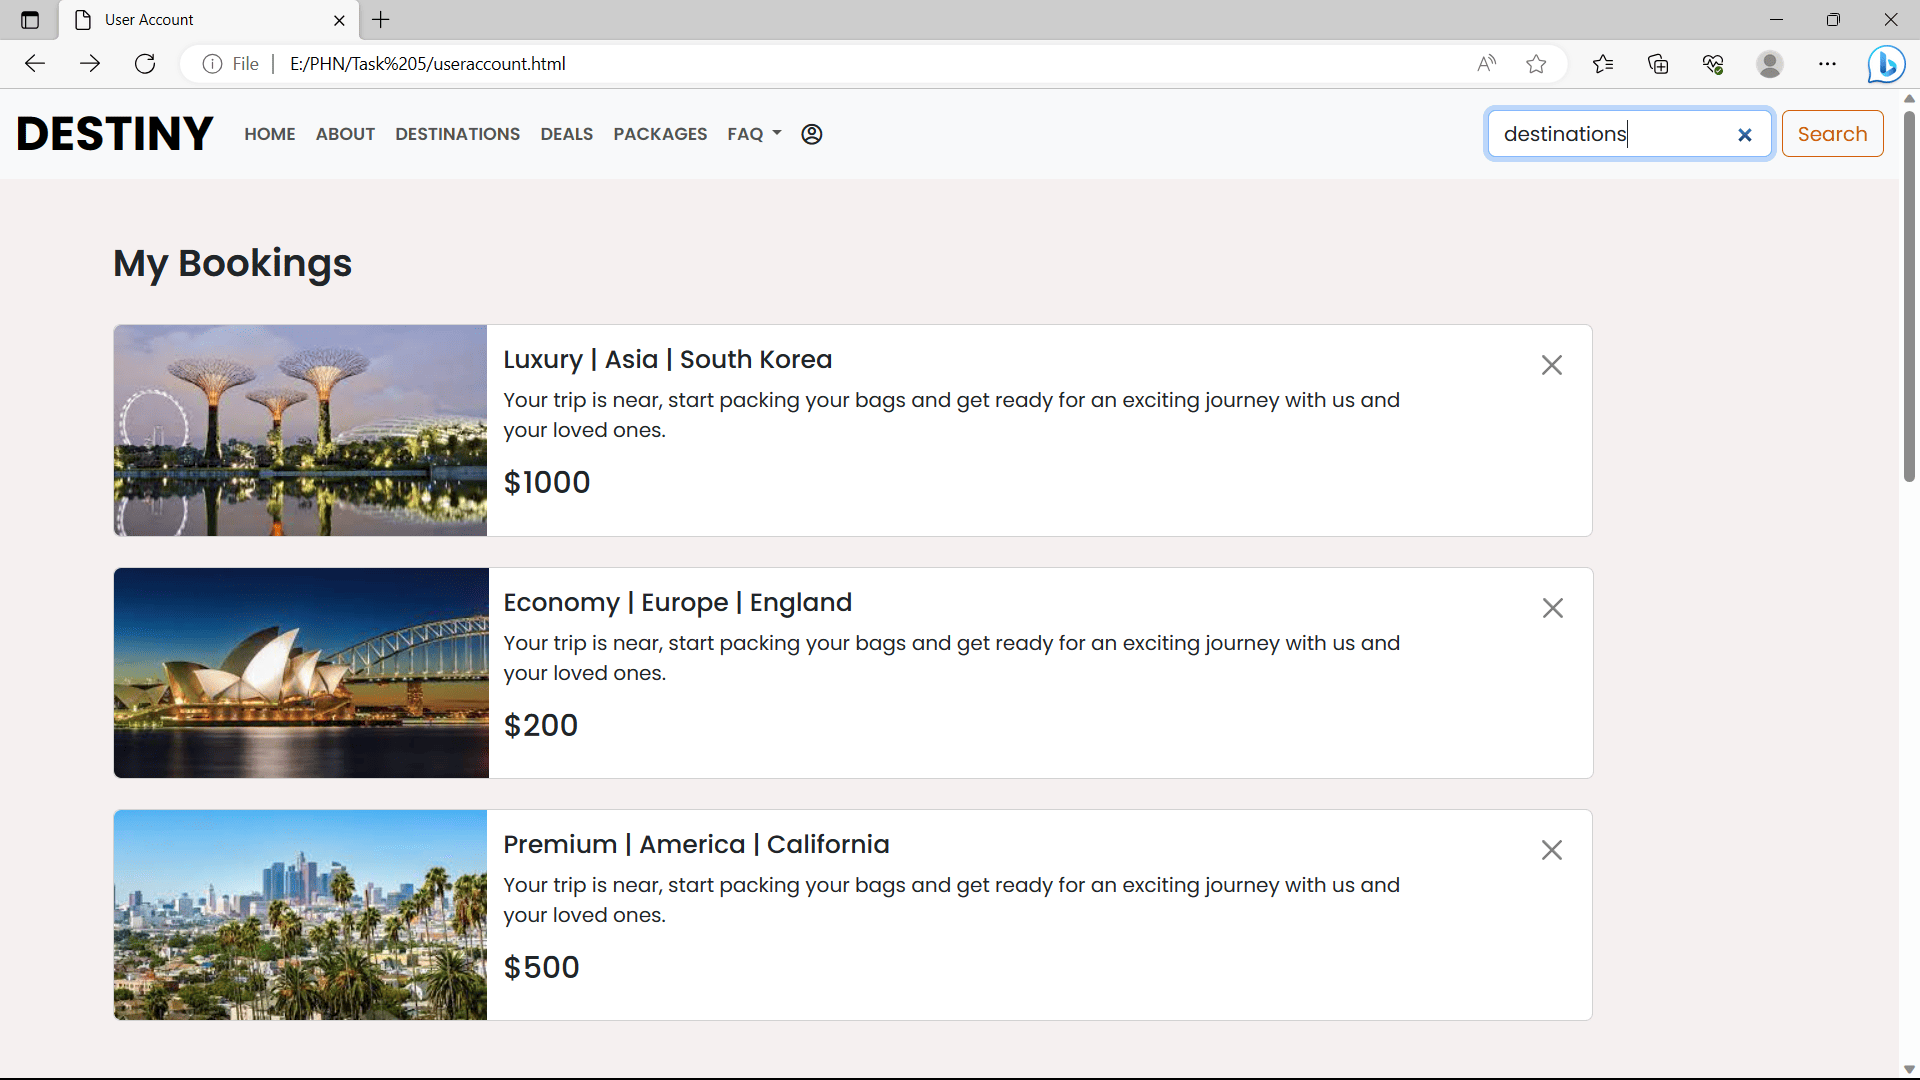 User Account
File
E:/PHN/Task%205/useraccount.html
DESTINY HOME ABOUT DESTINATIONS DEALS PACKAGES FAQ
destinations
Search
My Bookings
Luxury | Asia | South Korea
Your trip is near, start packing your bags and get ready for an exciting journey with us and
your loved ones.
$1000
Economy | Europe | England
Your trip is near, start packing your bags and get ready for an exciting journey with us and
your loved ones.
$200
Premium | America | California
Your trip is near, start packing your bags and get ready for an exciting journey with us and
your loved ones.
$500